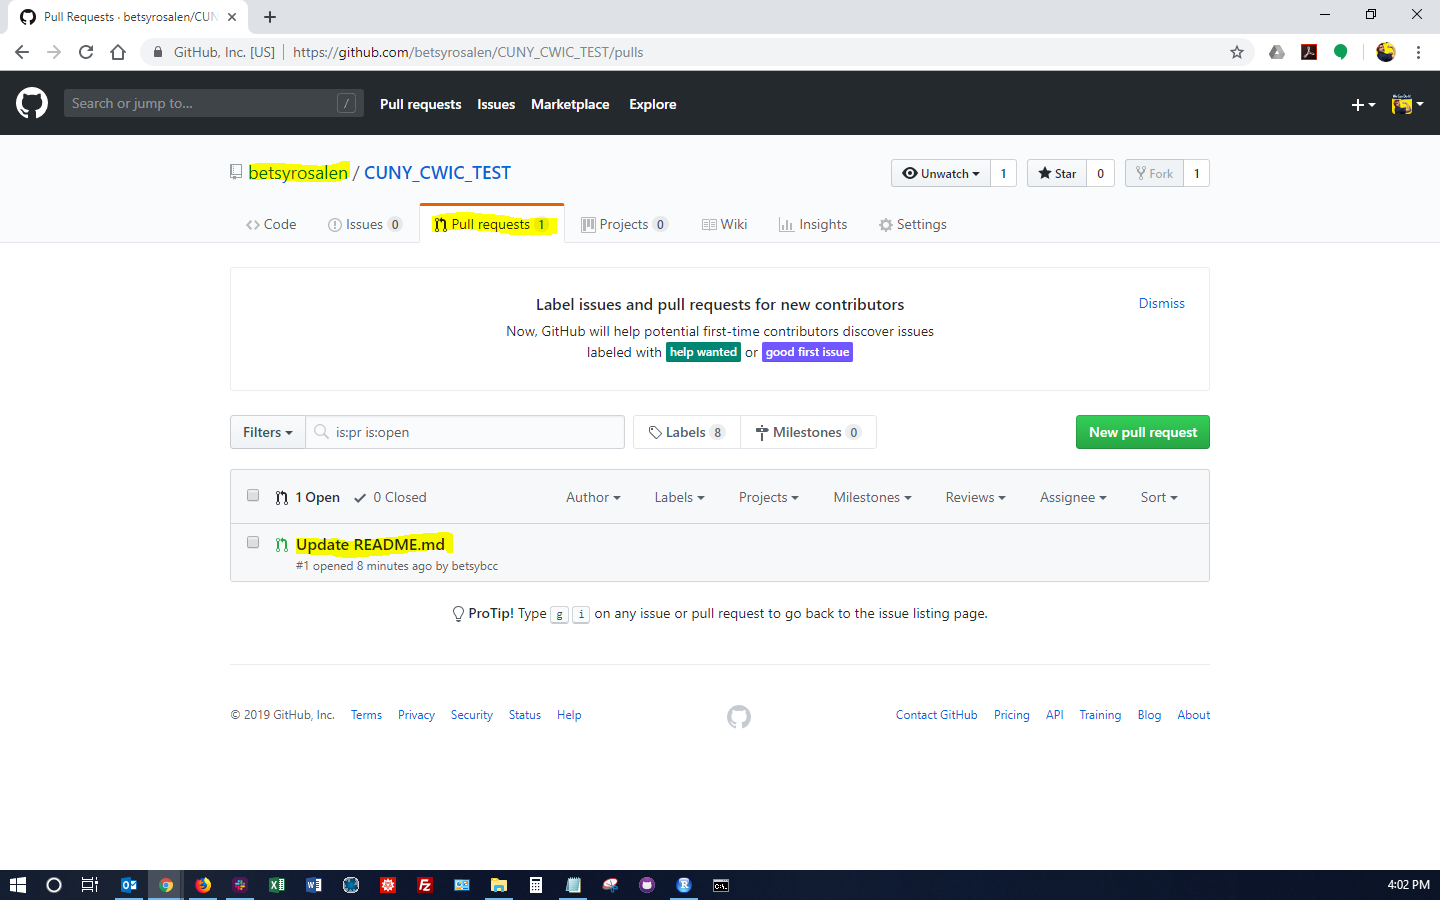 Pull Requests · betsyrosalen/CUN
GitHub, Inc. [US] | https://github.com/betsyrosalen/CUNY_CWIC_TEST/pulls
Search or jump to... / Pull requests Issues Marketplace Explore
betsyrosalen / CUNY_CWIC_TEST Unwatch 1 Star 0 Fork 1
Code Issues 0 Pull requests 1 Projects 0 Wiki Insights Settings
Label issues and pull requests for new contributors Dismiss
Now, GitHub will help potential first-time contributors discover issues
labeled with help wanted or good first issue
Filters is:pr is:open Labels 8 Milestones 0 New pull request
1 Open 0 Closed Author Labels Projects Milestones Reviews Assignee Sort
Update README.md
#1 opened 8 minutes ago by betsybcc
ProTip! Type g i on any issue or pull request to go back to the issue listing page.
© 2019 GitHub, Inc. Terms Privacy Security Status Help Contact GitHub Pricing API Training Blog About
4:02 PM